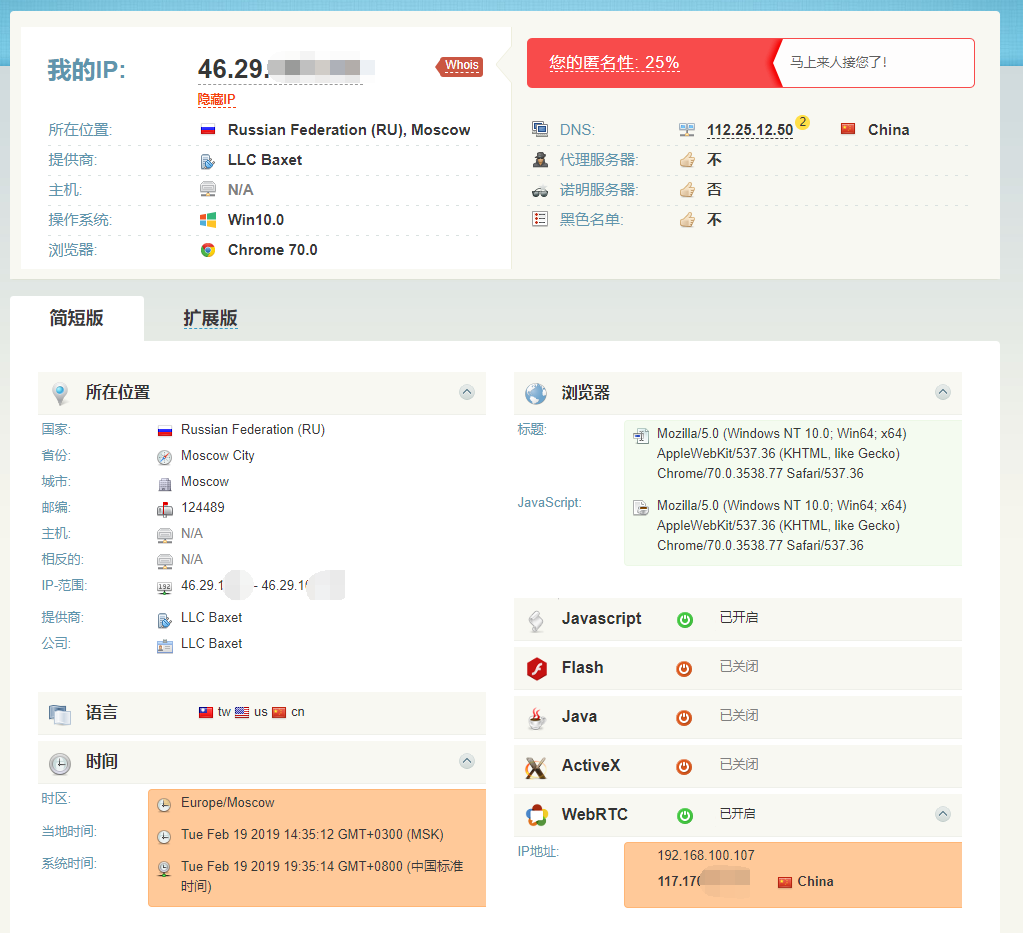 我的IP:
46.29.
Whois
隐藏IP
所在位置: Russian Federation (RU), Moscow
提供商: LLC Baxet
主机: N/A
操作系统: Win10.0
浏览器: Chrome 70.0
您的匿名性: 25%
马上来人接您了!
DNS: 112.25.12.50 2 China
代理服务器: 不
诺明服务器: 否
黑色名单: 不
简短版
扩展版
所在位置
国家: Russian Federation (RU)
省份: Moscow City
城市: Moscow
邮编: 124489
主机: N/A
相反的: N/A
IP-范围: 46.29.1 - 46.29.1
提供商: LLC Baxet
公司: LLC Baxet
语言 tw us cn
时间
时区: Europe/Moscow
当地时间: Tue Feb 19 2019 14:35:12 GMT+0300 (MSK)
系统时间: Tue Feb 19 2019 19:35:14 GMT+0800 (中国标准
时间)
浏览器
标题: Mozilla/5.0 (Windows NT 10.0; Win64; x64)
AppleWebKit/537.36 (KHTML, like Gecko)
Chrome/70.0.3538.77 Safari/537.36
JavaScript: Mozilla/5.0 (Windows NT 10.0; Win64; x64)
AppleWebKit/537.36 (KHTML, like Gecko)
Chrome/70.0.3538.77 Safari/537.36
Javascript 已开启
Flash 已关闭
Java 已关闭
ActiveX 已关闭
WebRTC 已开启
IP地址: 192.168.100.107
117.17 China